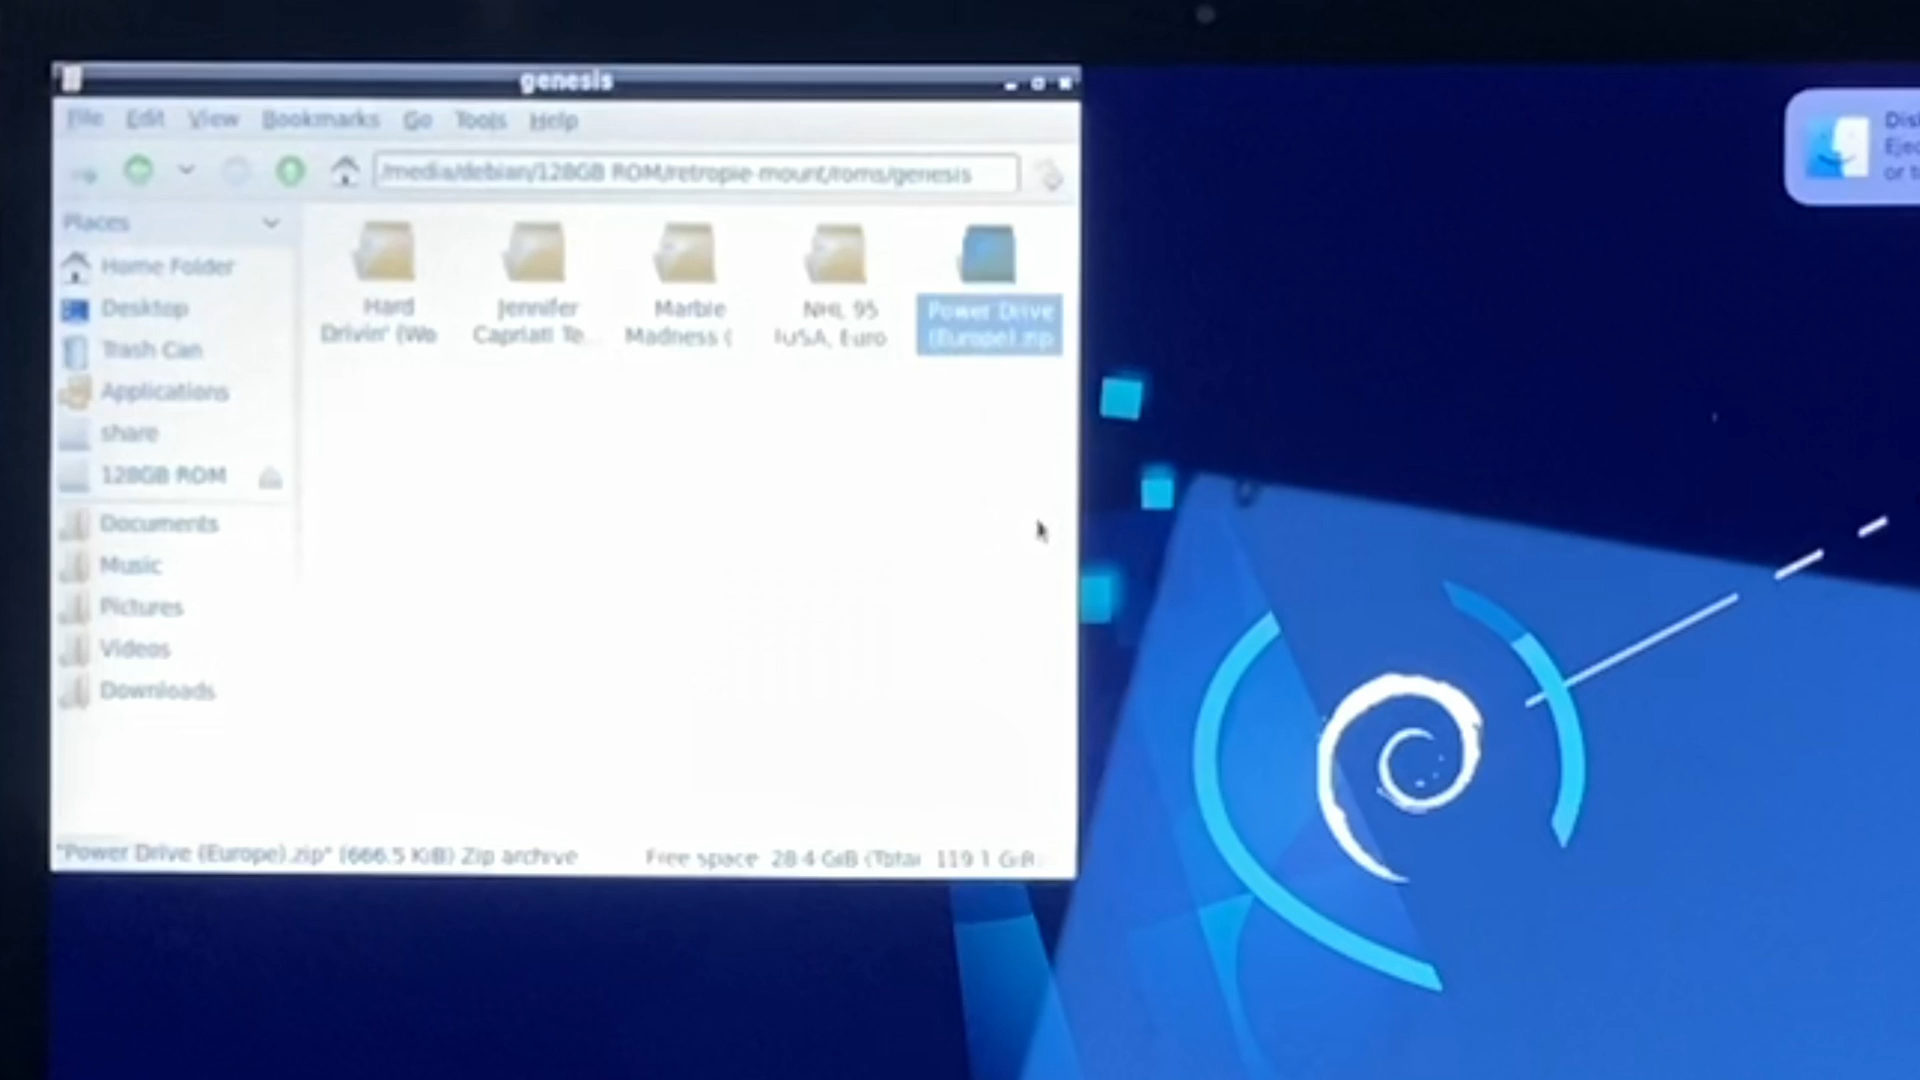 genesis
File Edit View Bookmarks Go Tools Help
/media/debian/128GB ROM/retropie-mount/roms/genesis
Places
Home Folder
Desktop
Trash Can
Applications
share
128GB ROM
Documents
Music
Pictures
Videos
Downloads
Hard
Drivin' (Wo
Jennifer
Capriati Te...
Marble
Madness (
NHL 95
(USA, Euro
Power Drive
(Europe).zip
"Power Drive (Europe).zip" (666.5 KiB) Zip archive
Free space: 28.4 GiB (Total: 119.1 GiB)
Disk
Ejec
or t